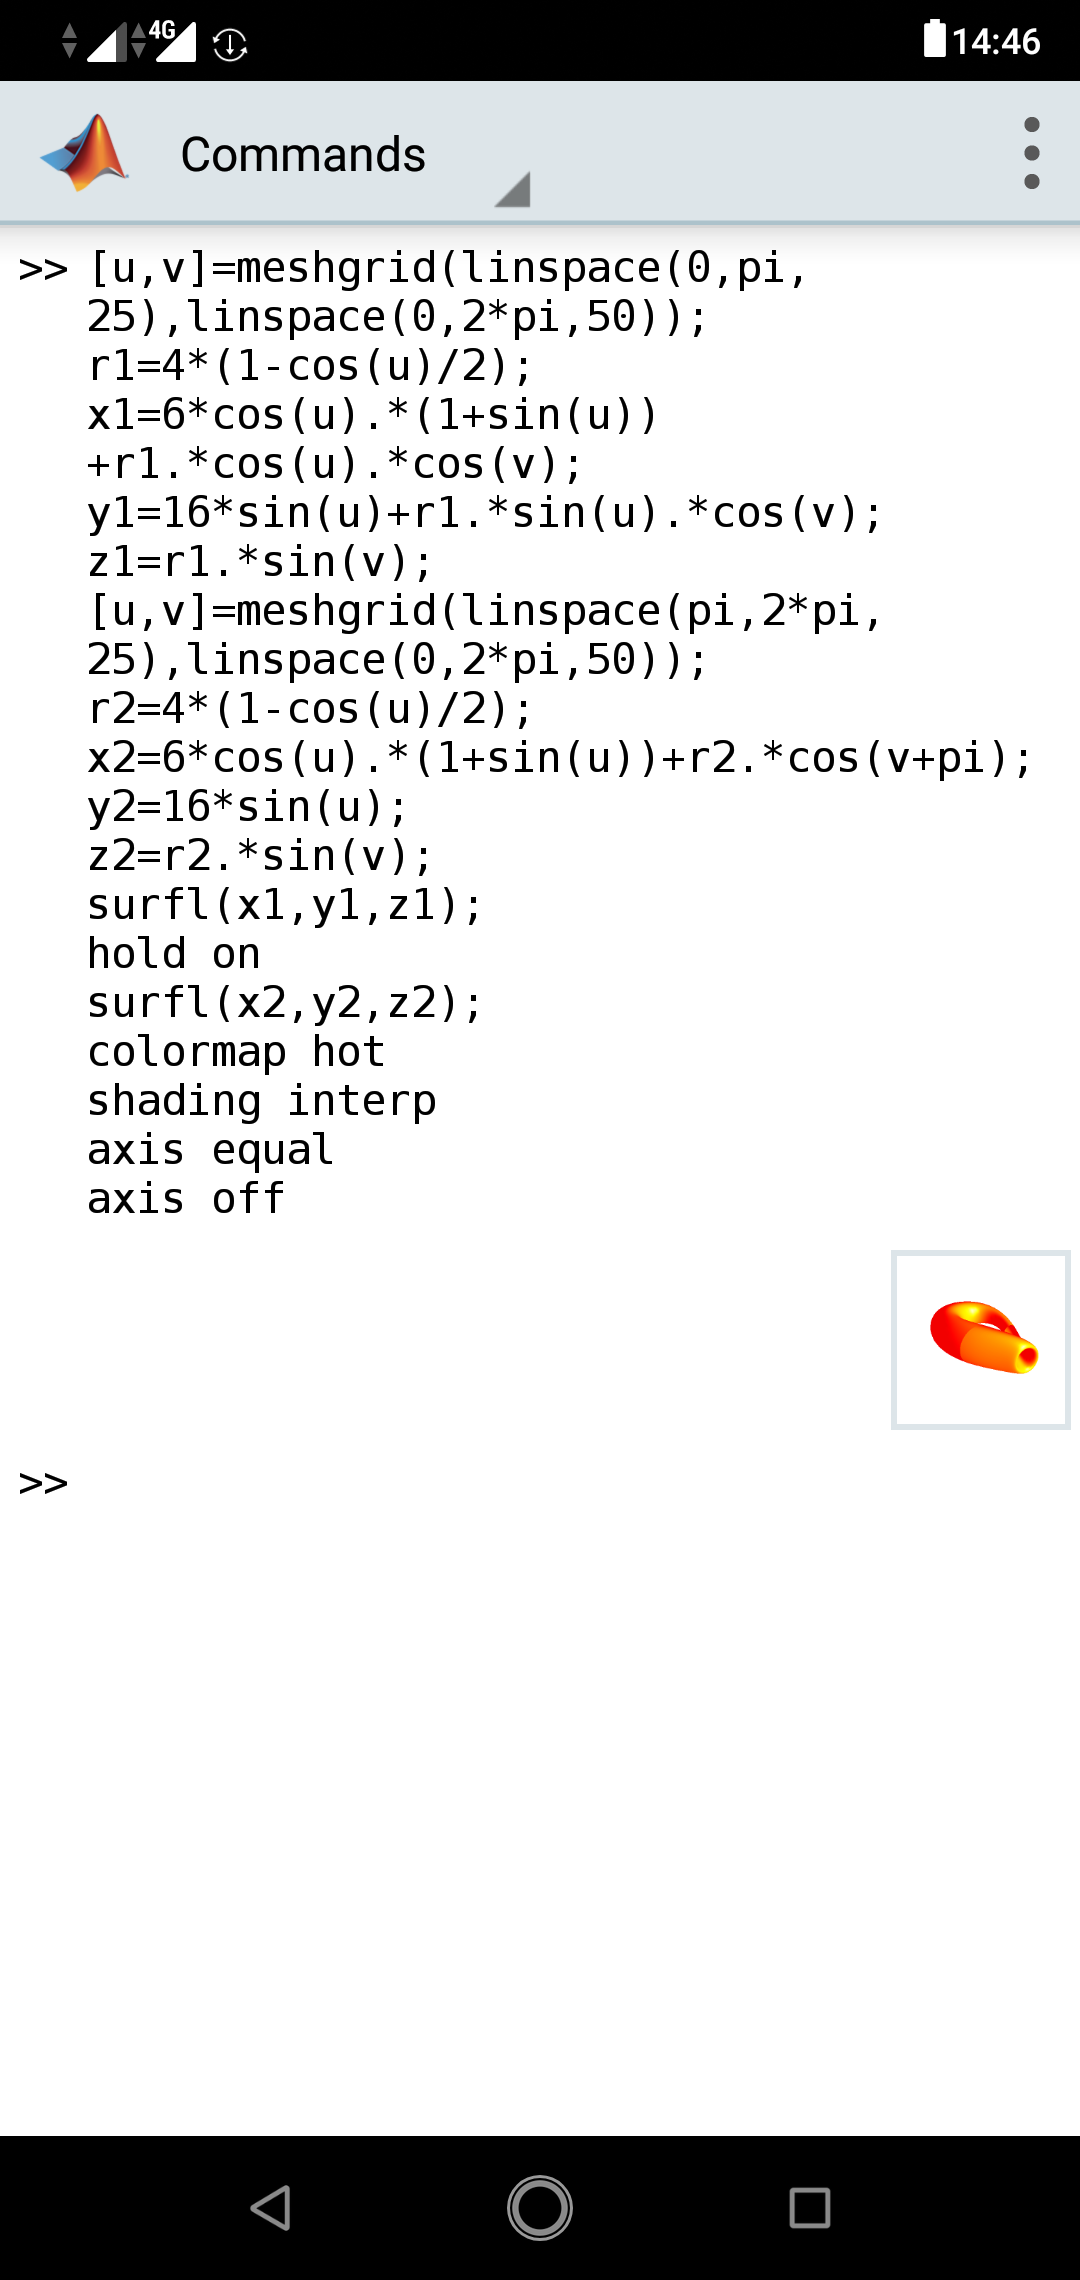 4G 14:46
Commands
>> [u,v]=meshgrid(linspace(0,pi,
25),linspace(0,2*pi,50));
r1=4*(1-cos(u)/2);
x1=6*cos(u).*(1+sin(u))
+r1.*cos(u).*cos(v);
y1=16*sin(u)+r1.*sin(u).*cos(v);
z1=r1.*sin(v);
[u,v]=meshgrid(linspace(pi,2*pi,
25),linspace(0,2*pi,50));
r2=4*(1-cos(u)/2);
x2=6*cos(u).*(1+sin(u))+r2.*cos(v+pi);
y2=16*sin(u);
z2=r2.*sin(v);
surfl(x1,y1,z1);
hold on
surfl(x2,y2,z2);
colormap hot
shading interp
axis equal
axis off
>>